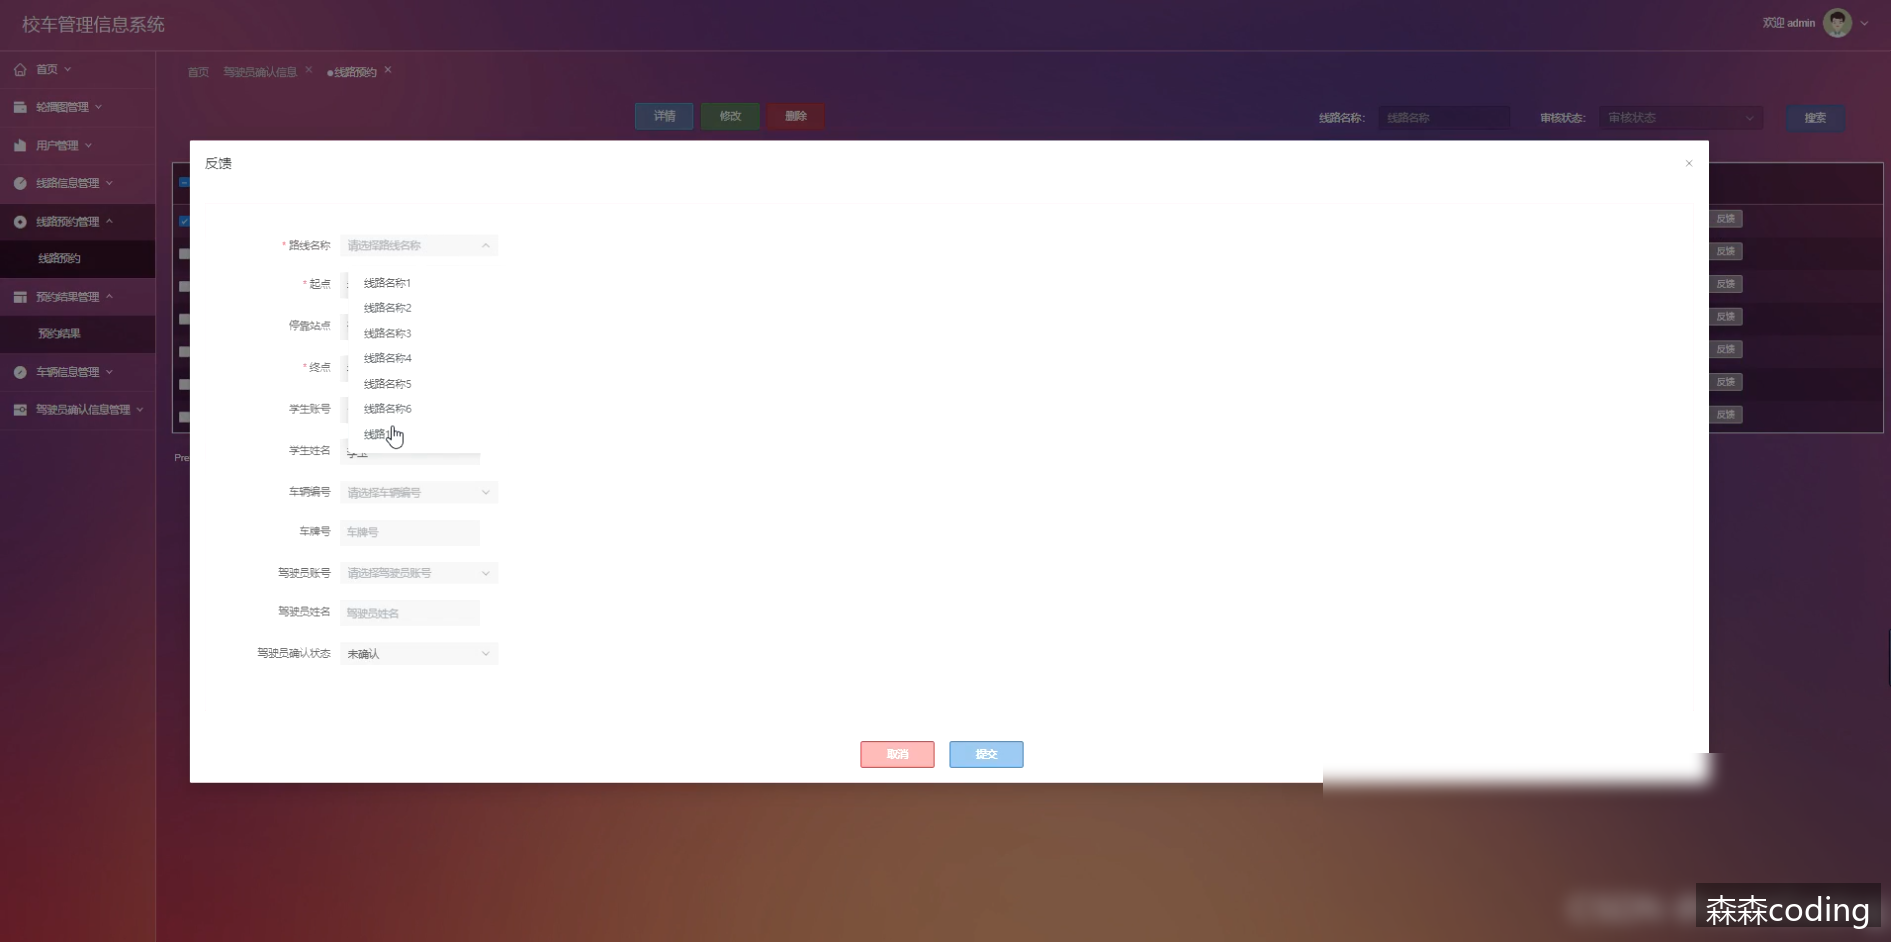 校车管理信息系统
欢迎 admin
首页
轮播图管理
用户管理
线路信息管理
线路预约管理
线路预约
预约结果管理
预约结果
车辆信息管理
驾驶员确认信息管理
首页 驾驶员确认信息 线路预约
详情 修改 删除
线路名称: 线路名称 审核状态: 审核状态 搜索
反馈
* 路线名称 请选择路线名称
线路名称1
线路名称2
线路名称3
线路名称4
线路名称5
线路名称6
线路1
* 起点
停靠站点
* 终点
学生账号
学生姓名
车辆编号 请选择车辆编号
车牌号 车牌号
驾驶员账号 请选择驾驶员账号
驾驶员姓名 驾驶员姓名
驾驶员确认状态 未确认
取消 提交
反馈
反馈
反馈
反馈
反馈
反馈
反馈
Pre
森森coding